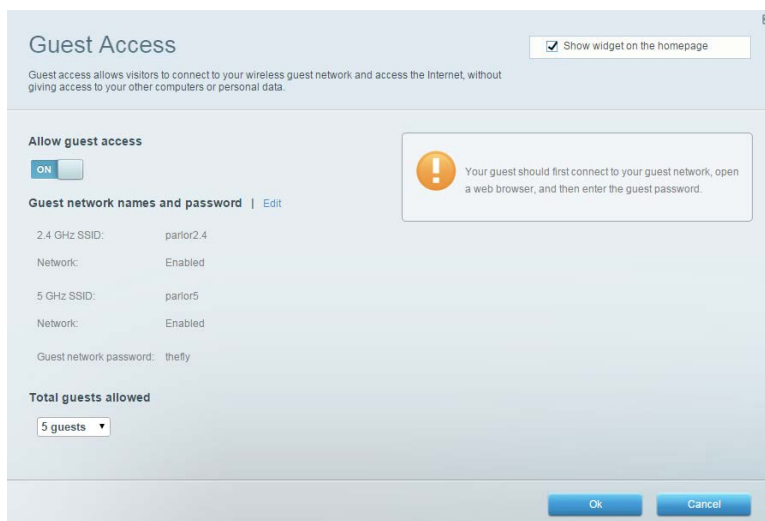 Guest Access
Show widget on the homepage
Guest access allows visitors to connect to your wireless guest network and access the Internet, without
giving access to your other computers or personal data.
Allow guest access
ON
Your guest should first connect to your guest network, open
a web browser, and then enter the guest password.
Guest network names and password | Edit
2.4 GHz SSID: parlor2.4
Network: Enabled
5 GHz SSID: parlor5
Network: Enabled
Guest network password: thefly
Total guests allowed
5 guests
Ok Cancel